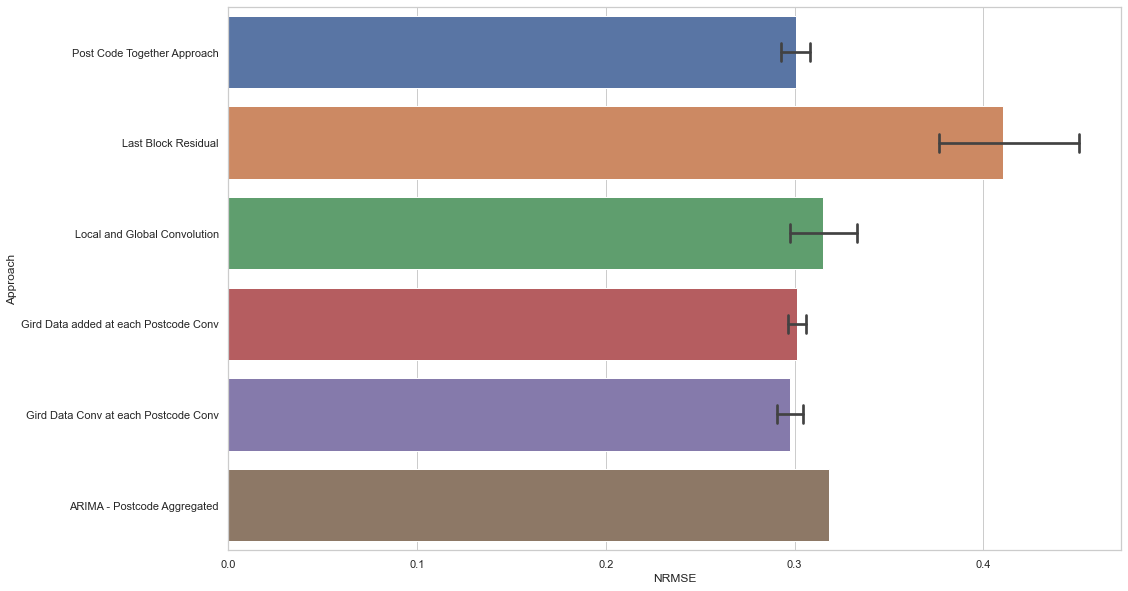 Approach
Post Code Together Approach
Last Block Residual
Local and Global Convolution
Gird Data added at each Postcode Conv
Gird Data Conv at each Postcode Conv
ARIMA - Postcode Aggregated
0.0 0.1 0.2 0.3 0.4
NRMSE